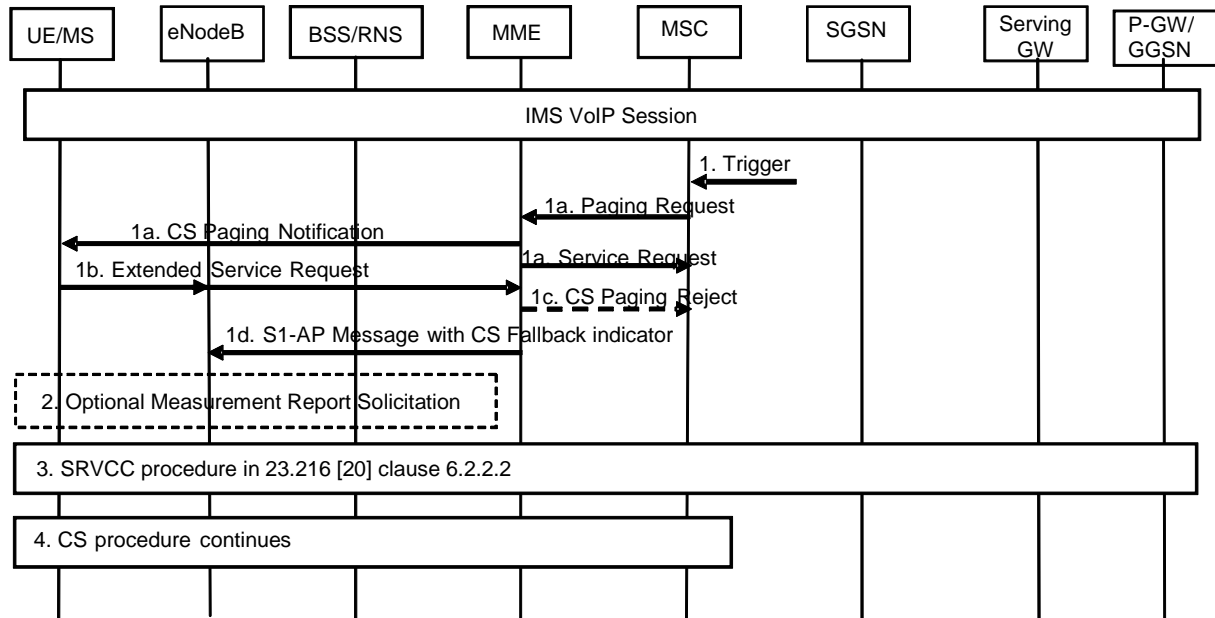 UE/MS
eNodeB
BSS/RNS
MME
MSC
SGSN
Serving
GW
P-GW/
GGSN
IMS VoIP Session
1. Trigger
1a. Paging Request
1a. CS Paging Notification
1a. Service Request
1b. Extended Service Request
1c. CS Paging Reject
1d. S1-AP Message with CS Fallback indicator
2. Optional Measurement Report Solicitation
3. SRVCC procedure in 23.216 [20] clause 6.2.2.2
4. CS procedure continues